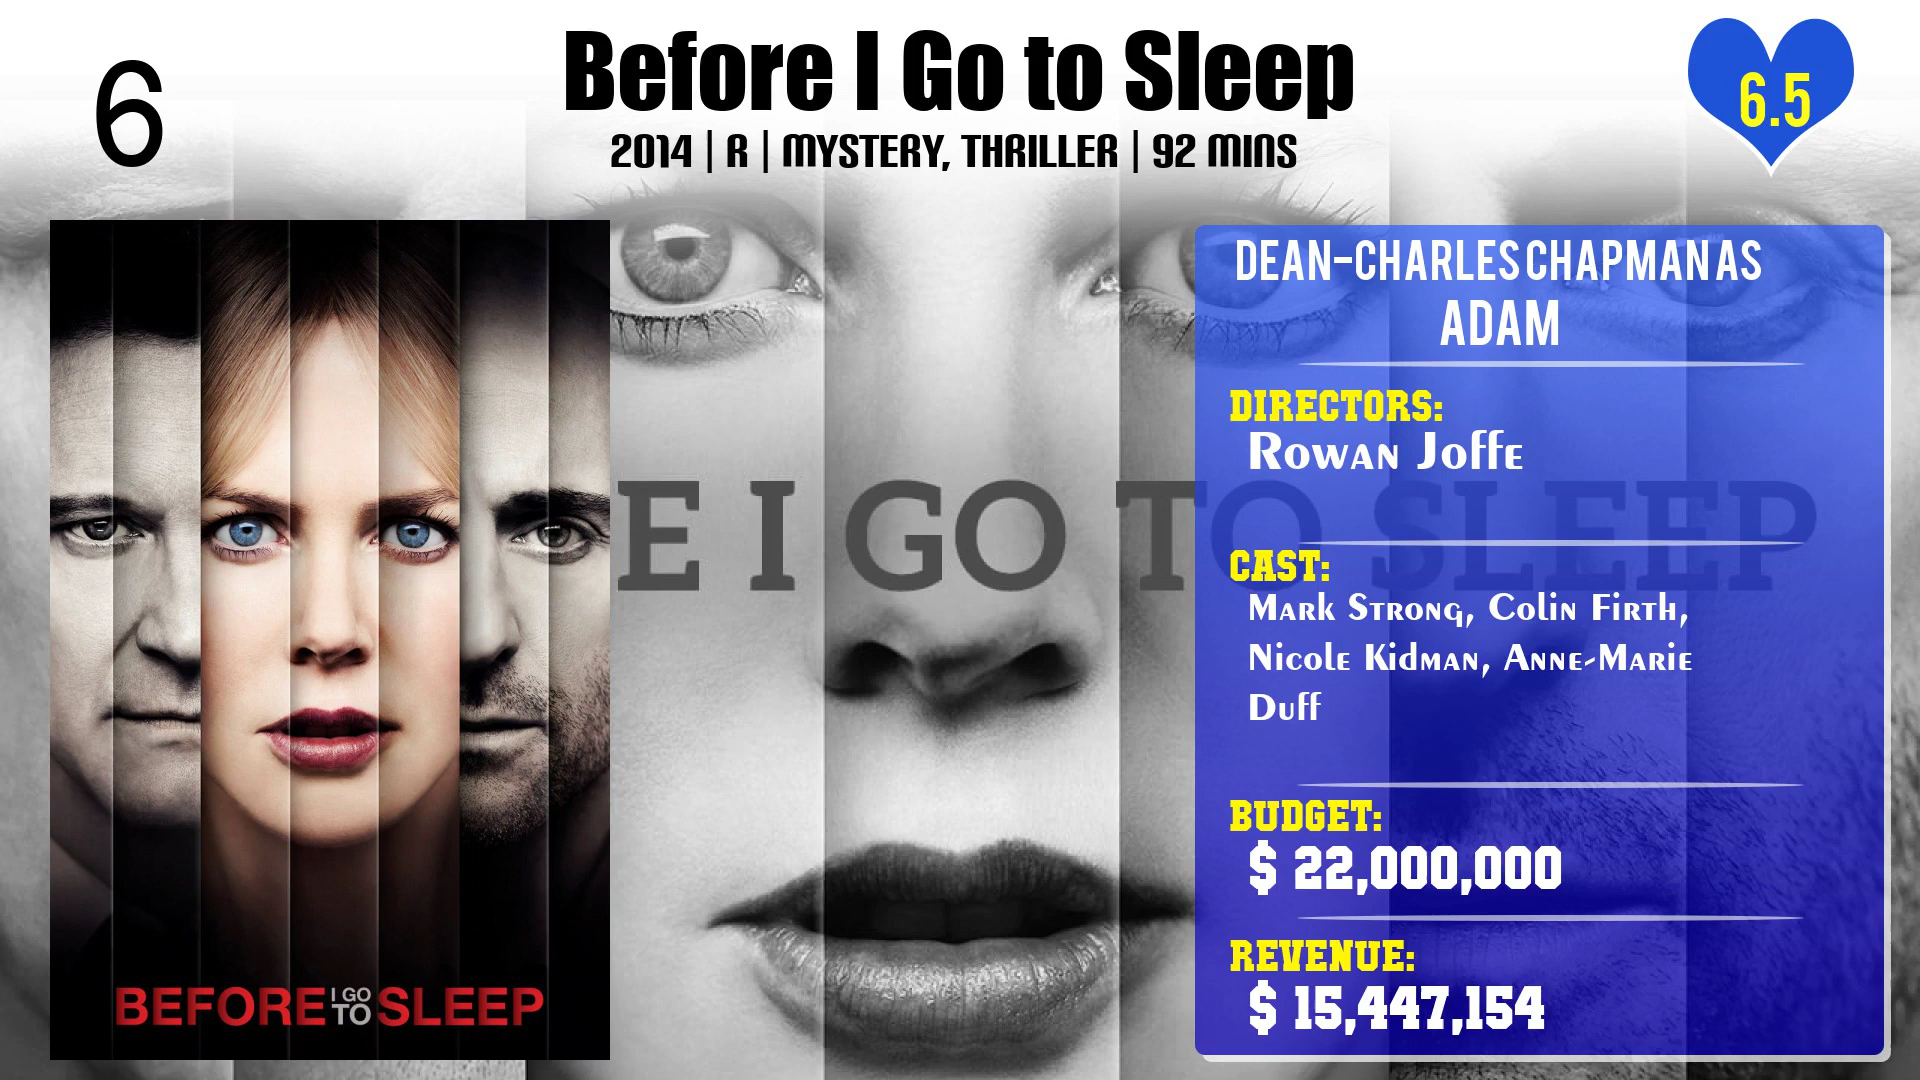 6
Before I Go to Sleep
2014 | R | MYSTERY, THRILLER | 92 MINS
6.5
DEAN-CHARLES CHAPMAN AS
ADAM
DIRECTORS:
Rowan Joffe
E I GO TO SLEEP
CAST:
Mark Strong, Colin Firth,
Nicole Kidman, Anne-Marie
Duff
BUDGET:
$ 22,000,000
REVENUE:
$ 15,447,154
BEFORE I GO TO SLEEP